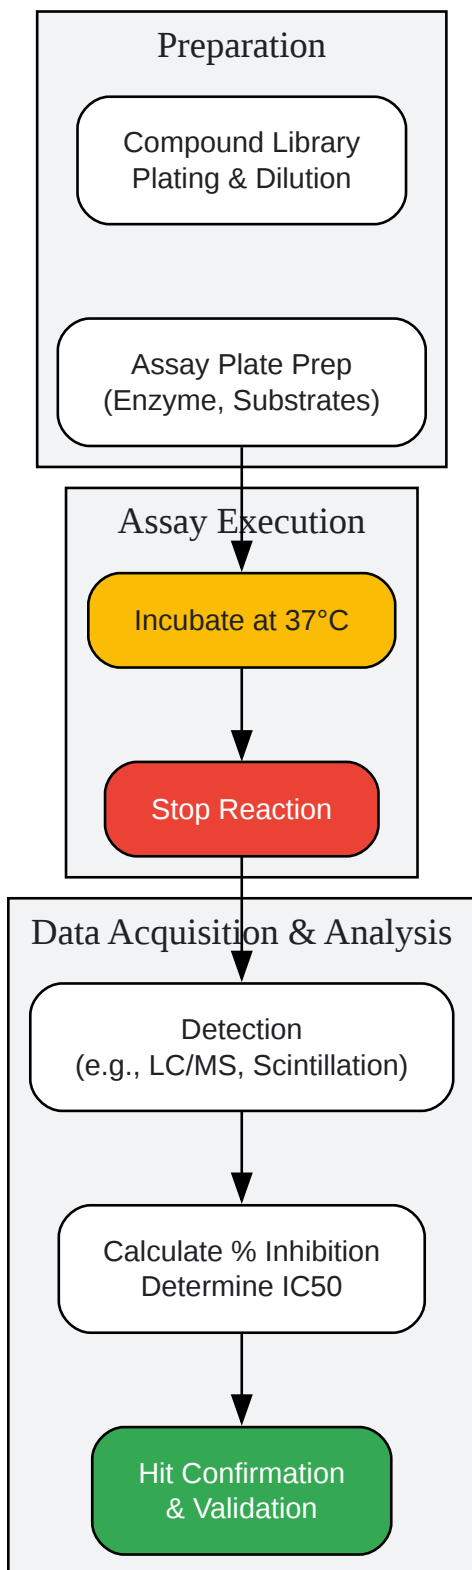 Preparation
Compound Library
Plating & Dilution
Assay Plate Prep
(Enzyme, Substrates)
Assay Execution
Incubate at 37°C
Stop Reaction
Data Acquisition & Analysis
Detection
(e.g., LC/MS, Scintillation)
Calculate % Inhibition
Determine IC50
Hit Confirmation
& Validation